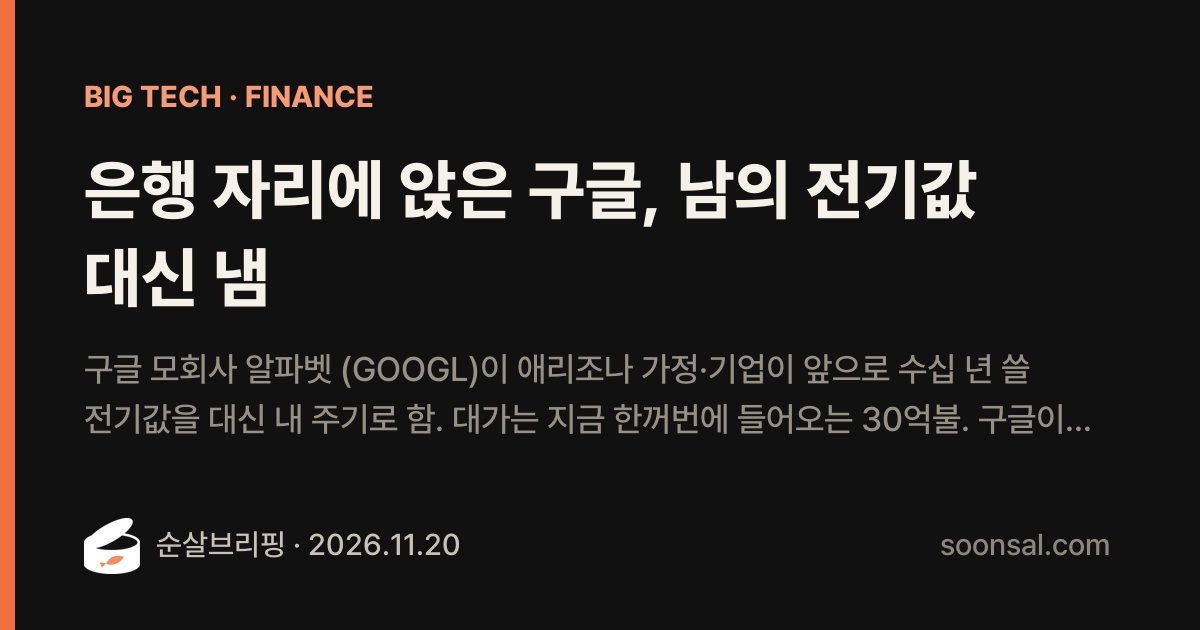 BIG TECH · FINANCE
은행 자리에 앉은 구글, 남의 전기값
대신 냄
구글 모회사 알파벳 (GOOGL)이 애리조나 가정·기업이 앞으로 수십 년 쓸
전기값을 대신 내 주기로 함. 대가는 지금 한꺼번에 들어오는 30억불. 구글이...
순살브리핑 · 2026.11.20
soonsal.com